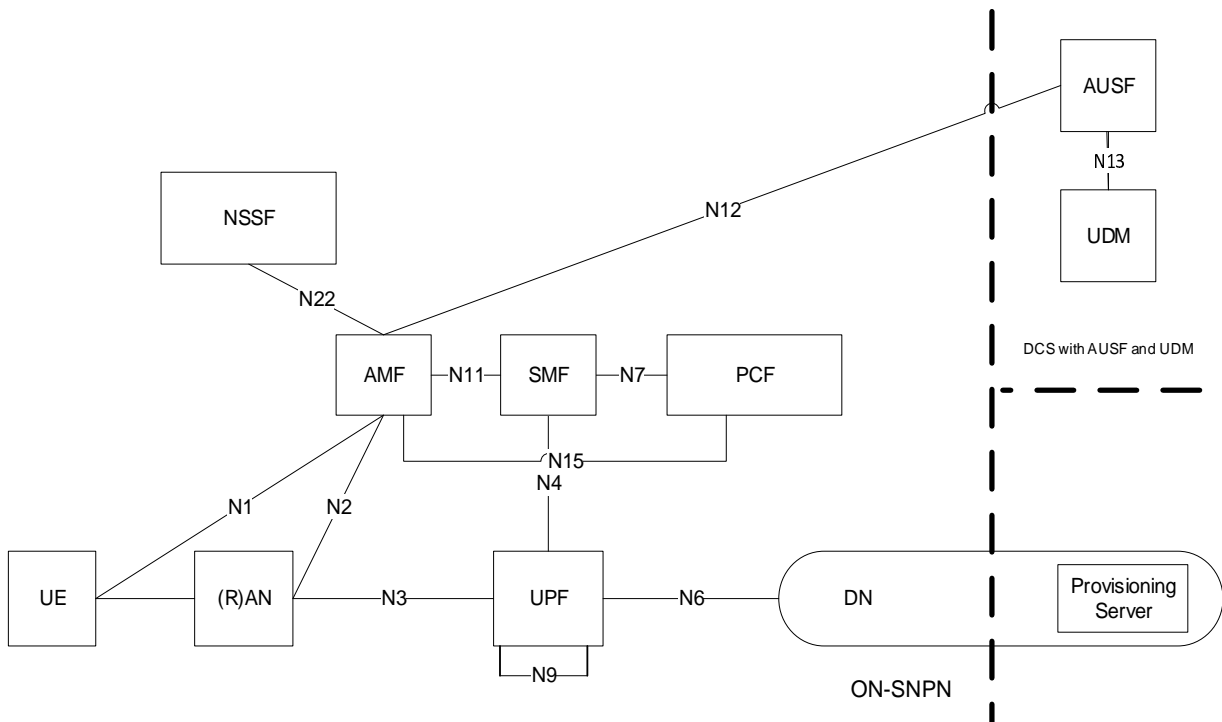 AUSF
N13
UDM
N12
NSSF
N22
DCS with AUSF and UDM
AMF
N11
SMF
N7
PCF
N15
N4
N1
N2
UE
(R)AN
N3
UPF
N6
DN
Provisioning
Server
N9
ON-SNPN